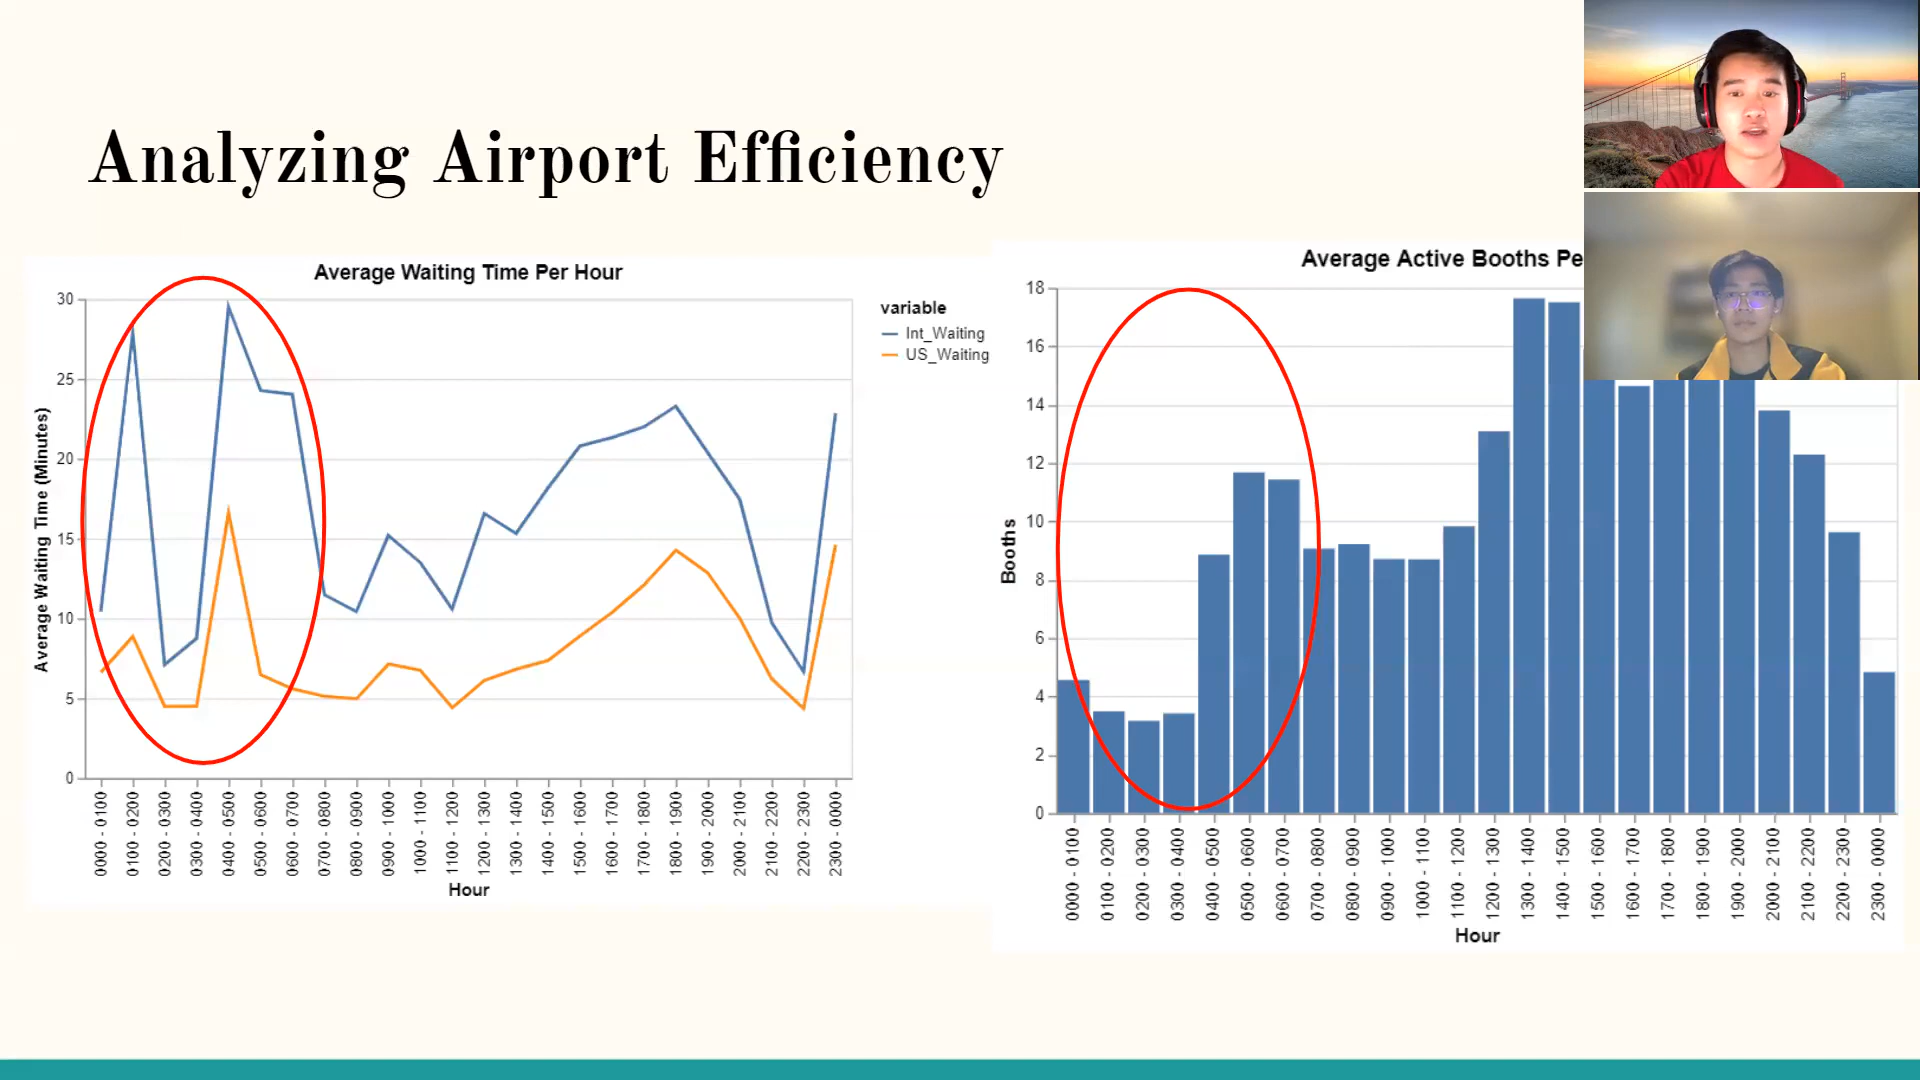 Analyzing Airport Efficiency
Average Waiting Time Per Hour
Average Waiting Time (Minutes)
30
25
20
15
10
5
0
0000 - 0100
0100 - 0200
0200 - 0300
0300 - 0400
0400 - 0500
0500 - 0600
0600 - 0700
0700 - 0800
0800 - 0900
0900 - 1000
1000 - 1100
1100 - 1200
1200 - 1300
1300 - 1400
1400 - 1500
1500 - 1600
1600 - 1700
1700 - 1800
1800 - 1900
1900 - 2000
2000 - 2100
2100 - 2200
2200 - 2300
2300 - 0000
Hour
variable
Int_Waiting
US_Waiting
Average Active Booths Pe
Booths
18
16
14
12
10
8
6
4
2
0
0000 - 0100
0100 - 0200
0200 - 0300
0300 - 0400
0400 - 0500
0500 - 0600
0600 - 0700
0700 - 0800
0800 - 0900
0900 - 1000
1000 - 1100
1100 - 1200
1200 - 1300
1300 - 1400
1400 - 1500
1500 - 1600
1600 - 1700
1700 - 1800
1800 - 1900
1900 - 2000
2000 - 2100
2100 - 2200
2200 - 2300
2300 - 0000
Hour